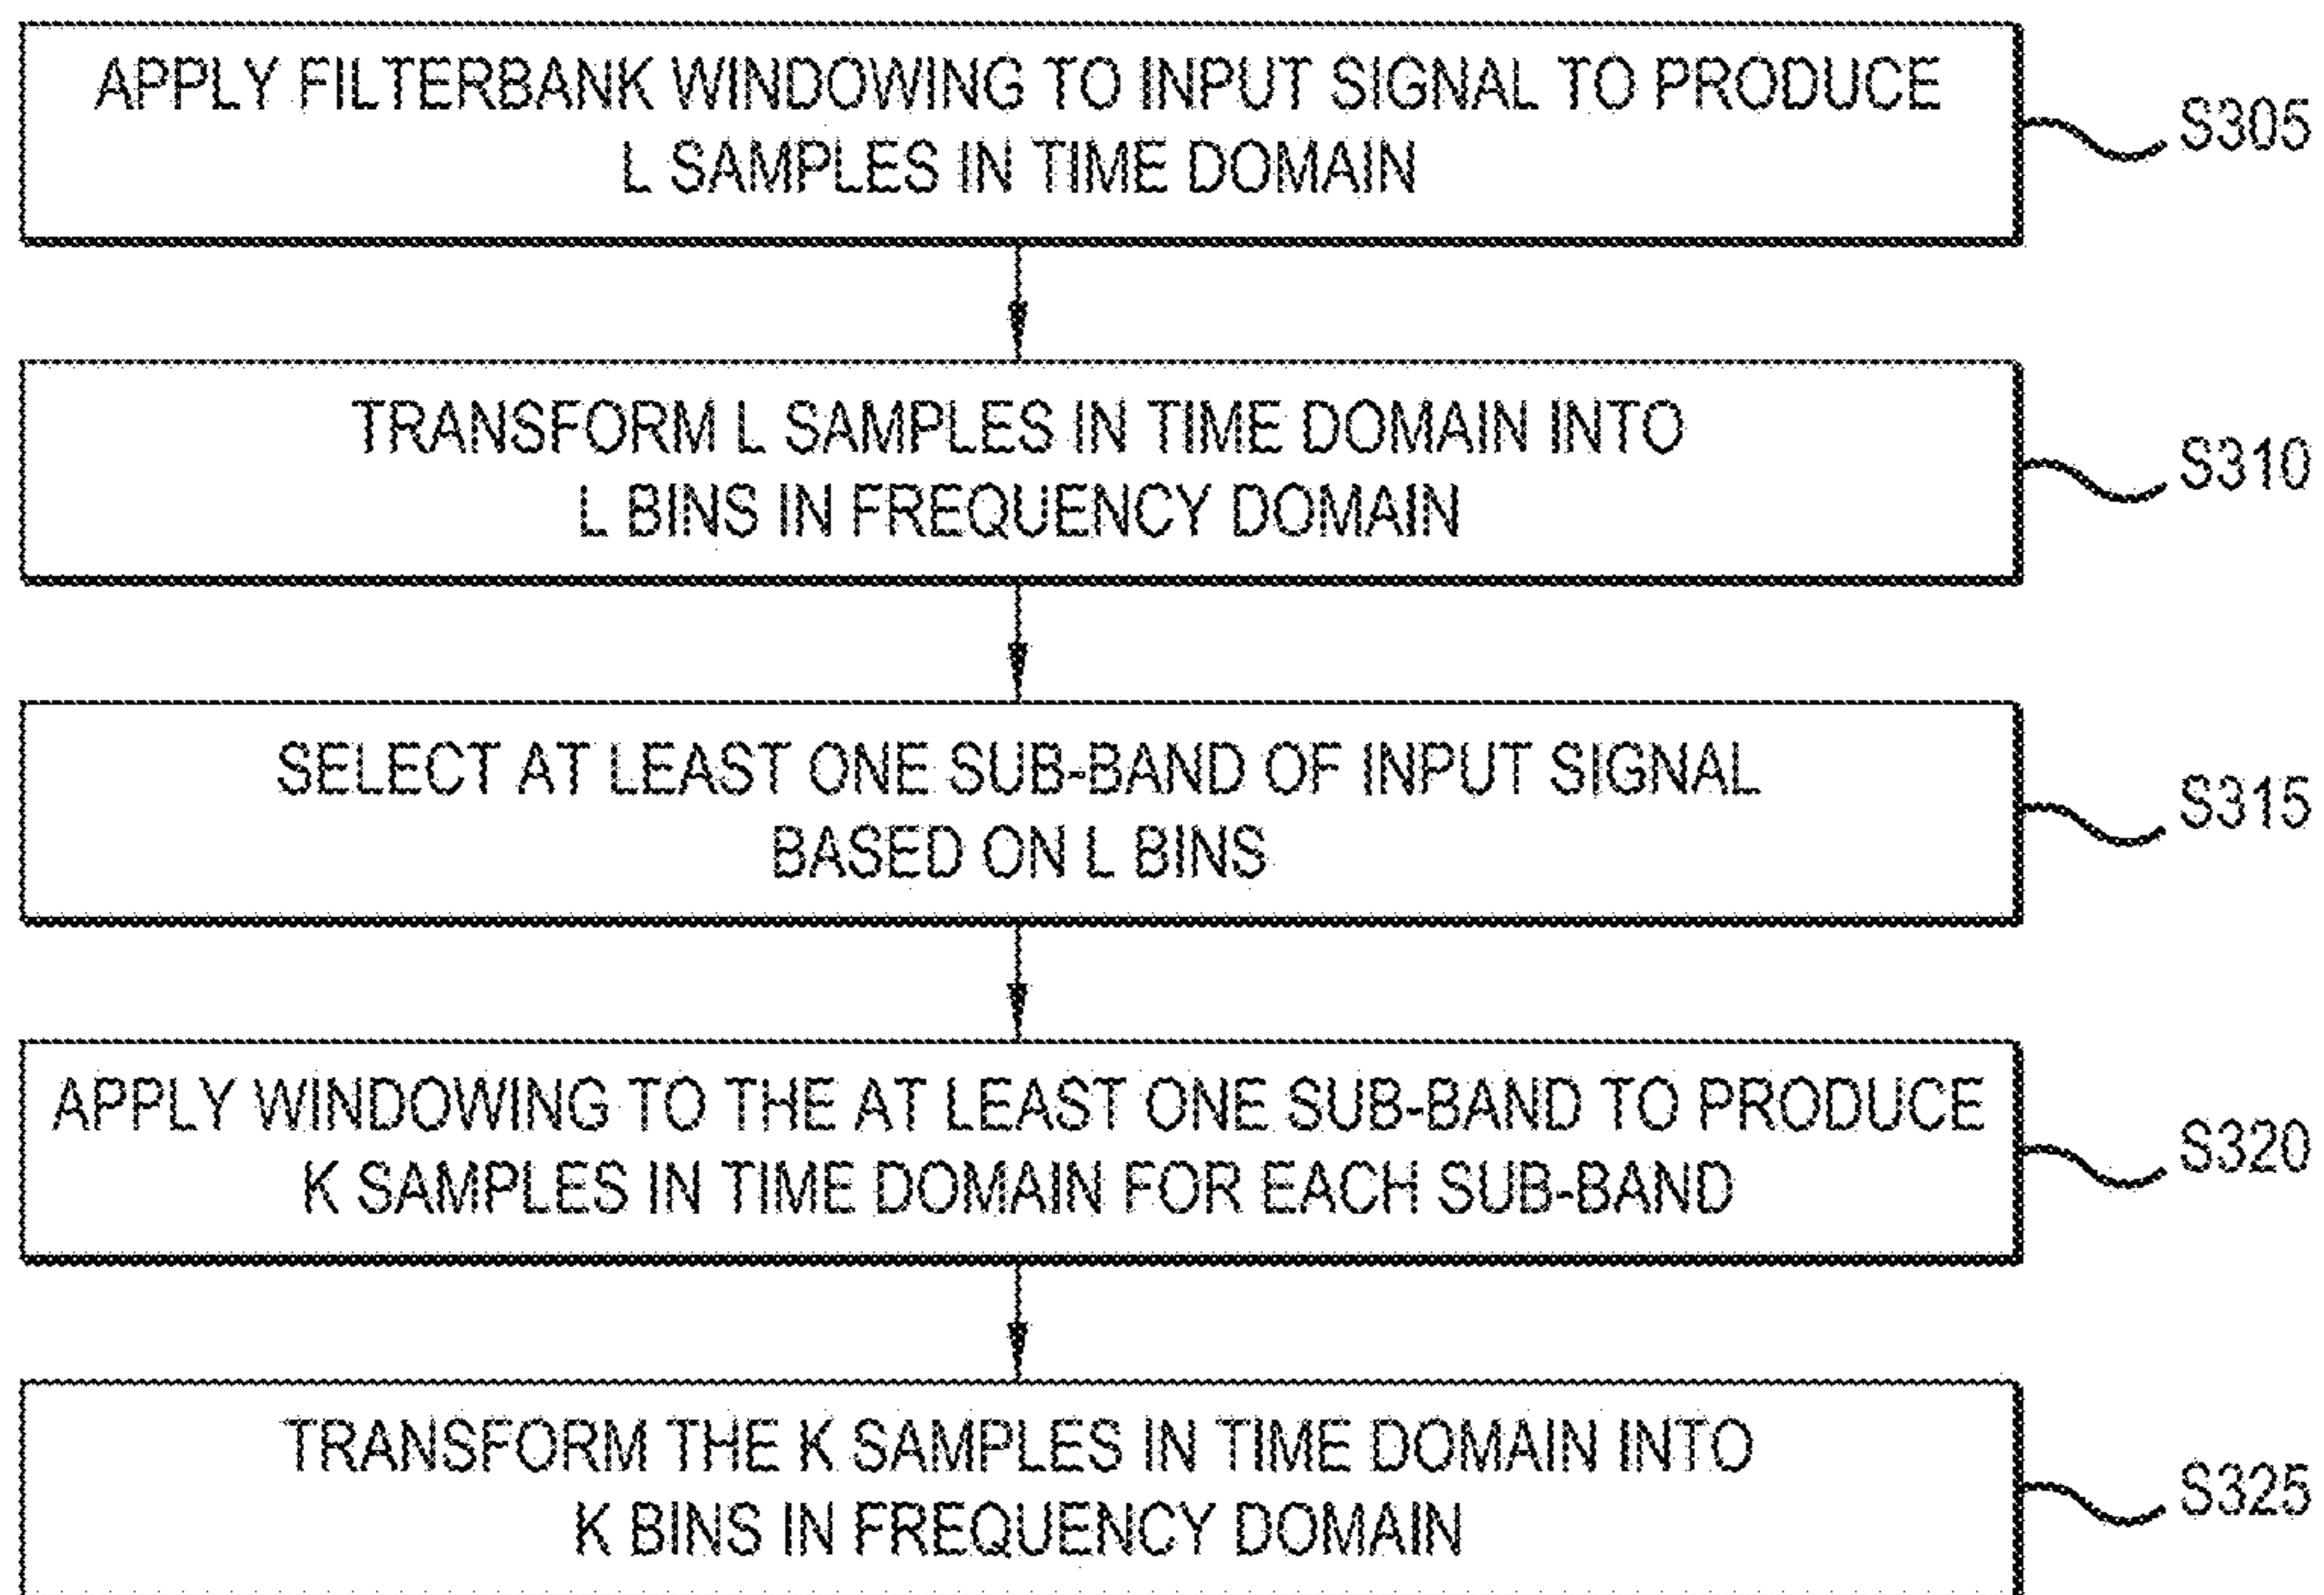 APPLY FILTERBANK WINDOWING TO INPUT SIGNAL TO PRODUCE
L SAMPLES IN TIME DOMAIN
S305
TRANSFORM L SAMPLES IN TIME DOMAIN INTO
L BINS IN FREQUENCY DOMAIN
S310
SELECT AT LEAST ONE SUB-BAND OF INPUT SIGNAL
BASED ON L BINS
S315
APPLY WINDOWING TO THE AT LEAST ONE SUB-BAND TO PRODUCE
K SAMPLES IN TIME DOMAIN FOR EACH SUB-BAND
S320
TRANSFORM THE K SAMPLES IN TIME DOMAIN INTO
K BINS IN FREQUENCY DOMAIN
S325